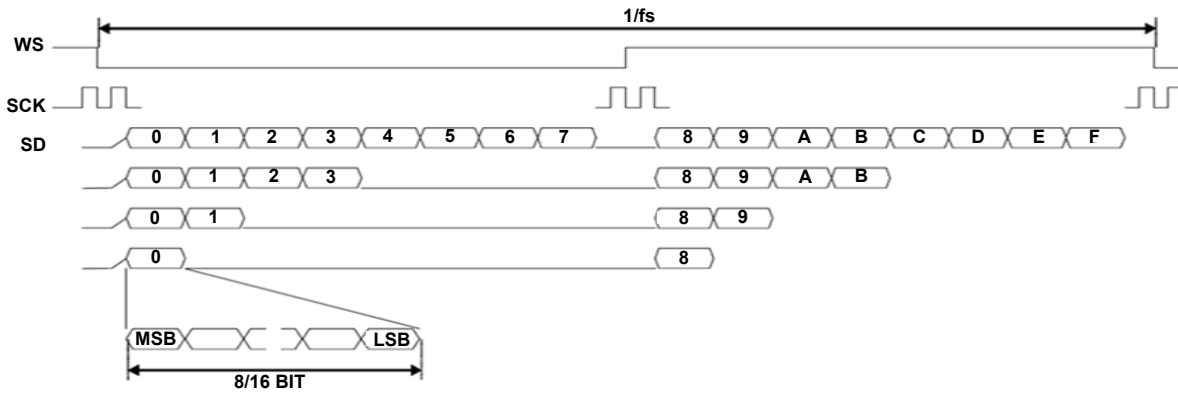 1/fs
WS
SCK
SD 0 1 2 3 4 5 6 7 8 9 A B C D E F
0 1 2 3 8 9 A B
0 1 8 9
0 8
MSB LSB
8/16 BIT